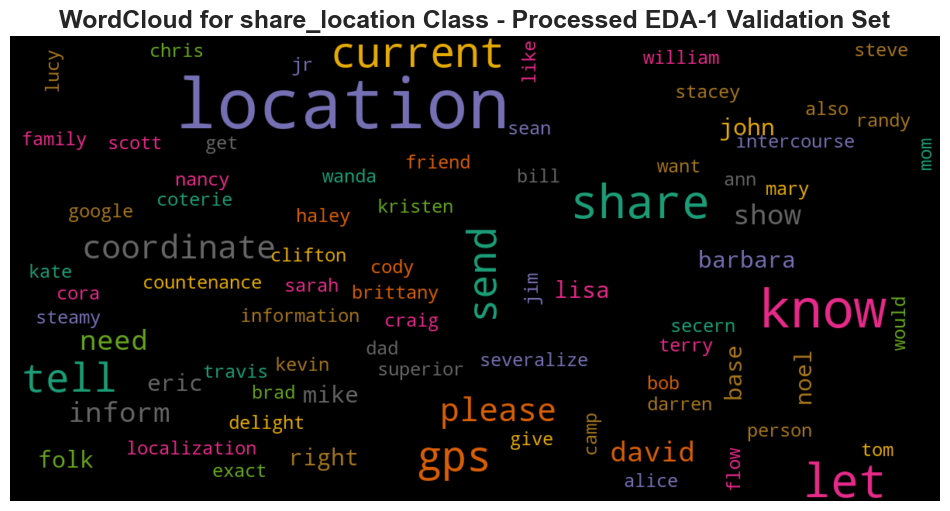 WordCloud for share_location Class - Processed EDA-1 Validation Set
chris
current
like
william
steve
lucy
jr
location
stacey
also
randy
family
scott
get
sean
john
intercourse
mom
friend
want
nancy
wanda
bill
ann
mary
coterie
google
haley
kristen
share
show
coordinate
clifton
send
barbara
kate
countenance
cody
cora
sarah
brittany
jim
lisa
know
steamy
information
craig
secern
would
need
dad
severalize
terry
tell
eric
travis
kevin
superior
base
noel
bob
brad
mike
darren
inform
delight
please
give
camp
person
folk
localization
exact
right
gps
david
flow
tom
alice
let